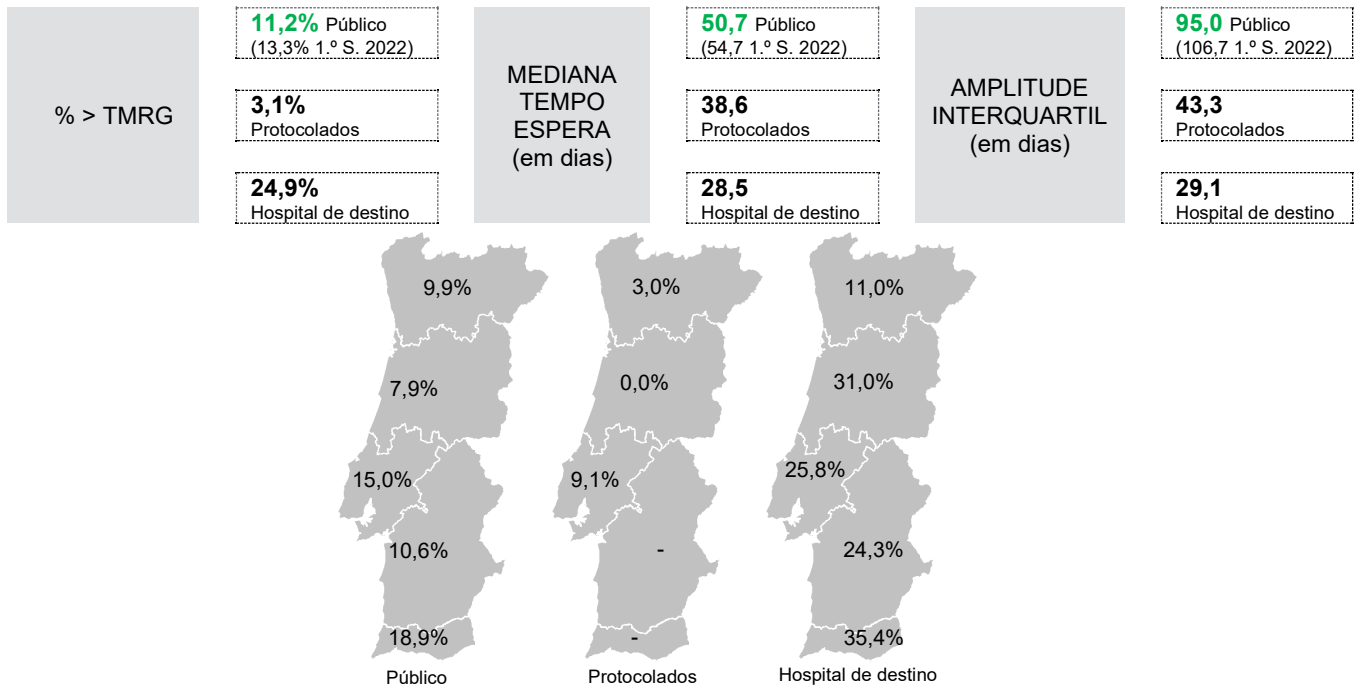 % > TMRG
11,2% Público
(13,3% 1.º S. 2022)
3,1%
Protocolados
24,9%
Hospital de destino
MEDIANA
TEMPO
ESPERA
(em dias)
50,7 Público
(54,7 1.º S. 2022)
38,6
Protocolados
28,5
Hospital de destino
AMPLITUDE
INTERQUARTIL
(em dias)
95,0 Público
(106,7 1.º S. 2022)
43,3
Protocolados
29,1
Hospital de destino
9,9%
7,9%
15,0%
10,6%
18,9%
Público
3,0%
0,0%
9,1%
-
-
Protocolados
11,0%
31,0%
25,8%
24,3%
35,4%
Hospital de destino